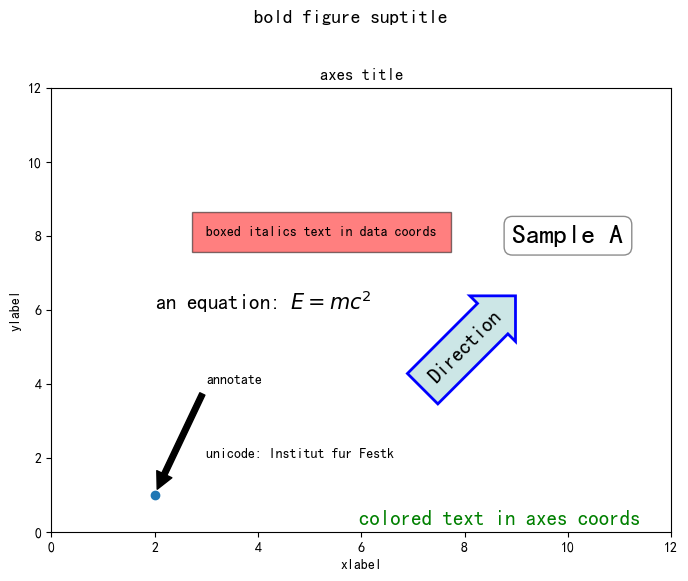 bold figure suptitle
axes title
12
10
8
6
4
2
0
ylabel
boxed italics text in data coords
Sample A
an equation: E = mc²
Direction
annotate
unicode: Institut fur Festk
colored text in axes coords
0 2 4 6 8 10 12
xlabel